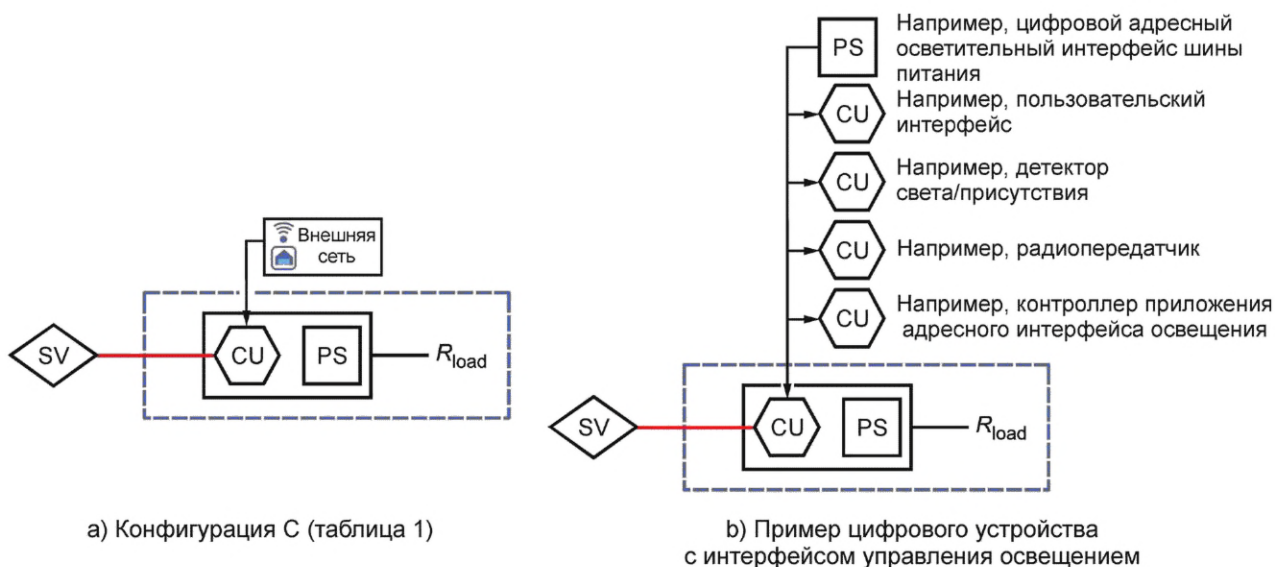 Например, цифровой адресный
осветительный интерфейс шины
питания
PS
Например, пользовательский
интерфейс
CU
Например, детектор
света/присутствия
CU
Например, радиопередатчик
CU
Например, контроллер приложения
адресного интерфейса освещения
CU
Внешняя
сеть
SV
CU
PS
Rload
SV
CU
PS
Rload
a) Конфигурация С (таблица 1)
b) Пример цифрового устройства
с интерфейсом управления освещением